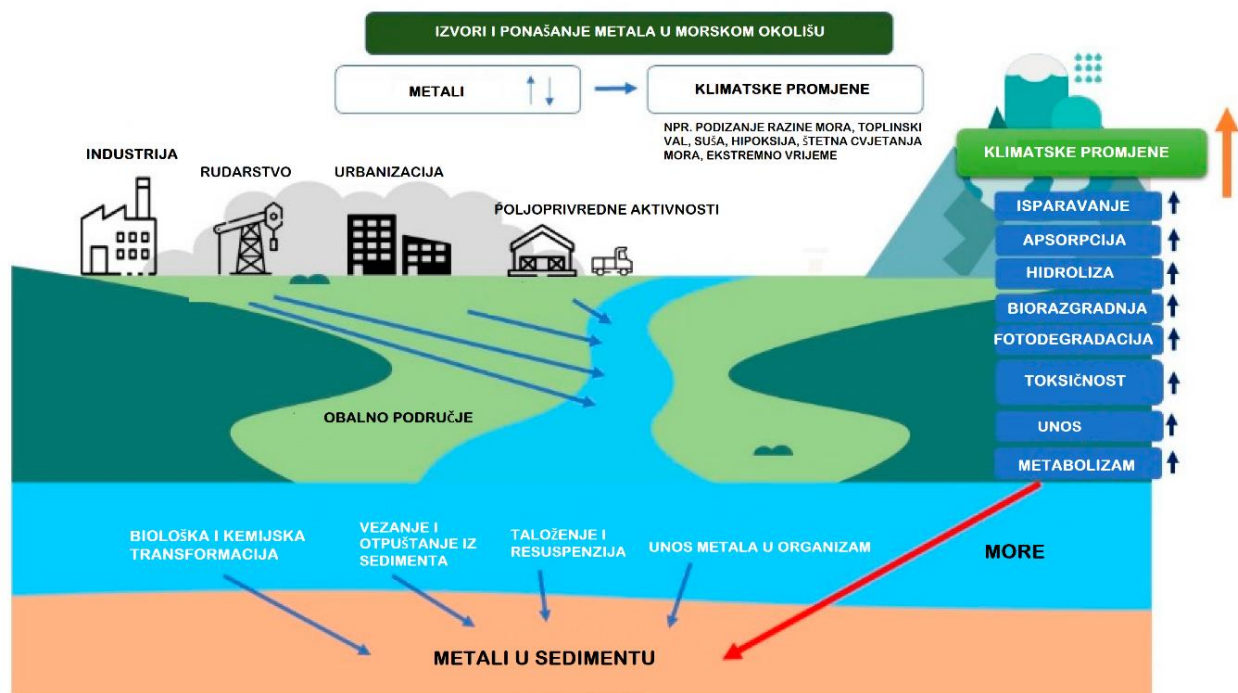 IZVORI I PONAŠANJE METALA U MORSKOM OKOLIŠU
METALI
KLIMATSKE PROMJENE
NPR. PODIZANJE RAZINE MORA, TOPLINSKI
VAL, SUŠA, HIPOKSIJA, ŠTETNA CVJETANJA
MORA, EKSTREMNO VRIJEME
KLIMATSKE PROMJENE
INDUSTRIJA
RUDARSTVO
URBANIZACIJA
POLJOPRIVREDNE AKTIVNOSTI
ISPARAVANJE
APSORPCIJA
HIDROLIZA
BIORAZGRADNJA
FOTODEGRADACIJA
TOKSIČNOST
UNOS
METABOLIZAM
OBALNO PODRUČJE
BIOLOŠKA I KEMIJSKA
TRANSFORMACIJA
VEZANJE I
OTPUŠTANJE IZ
SEDIMENTA
TALOŽENJE I
RESUSPENZIJA
UNOS METALA U ORGANIZAM
MORE
METALI U SEDIMENTU